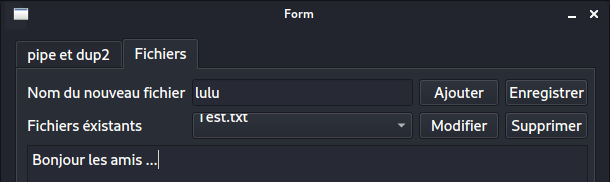 Form
pipe et dup2 Fichiers
Nom du nouveau fichier lulu Ajouter Enregistrer
Fichiers éxistants Test.txt Modifier Supprimer
Bonjour les amis ...